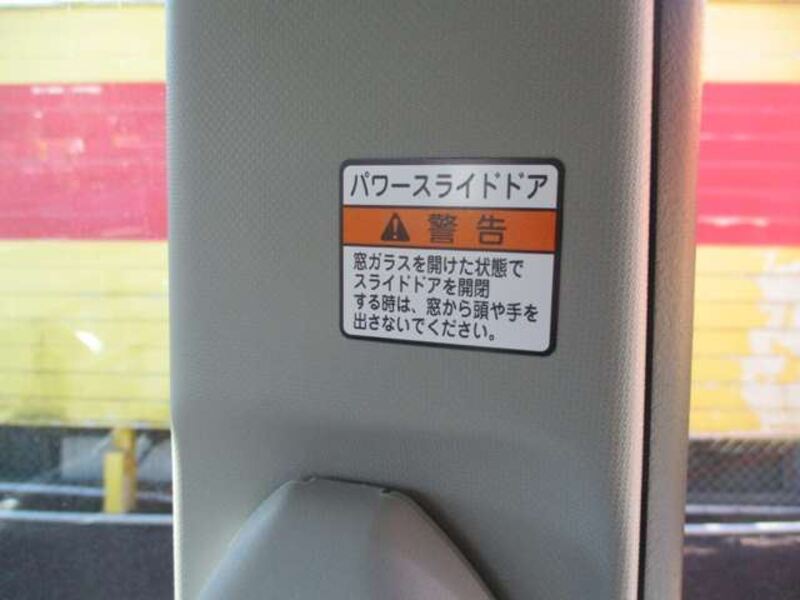 パワースライドドア
警告
窓ガラスを開けた状態で
スライドドアを開閉
する時は、窓から頭や手を
出さないでください。